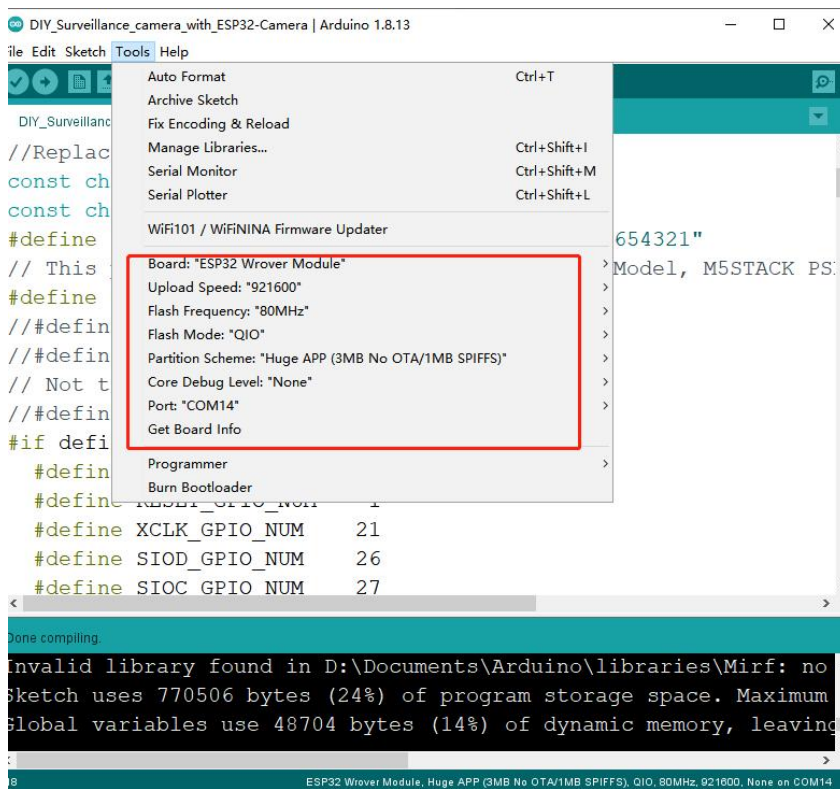 DIY_Surveillance_camera_with_ESP32-Camera | Arduino 1.8.13
ile Edit Sketch Tools Help
Auto Format Ctrl+T
Archive Sketch
DIY_Surveillanc
Fix Encoding & Reload
Manage Libraries... Ctrl+Shift+I
Serial Monitor Ctrl+Shift+M
Serial Plotter Ctrl+Shift+L
WiFi101 / WiFiNINA Firmware Updater
Board: "ESP32 Wrover Module"
Upload Speed: "921600"
Flash Frequency: "80MHz"
Flash Mode: "QIO"
Partition Scheme: "Huge APP (3MB No OTA/1MB SPIFFS)"
Core Debug Level: "None"
Port: "COM14"
Get Board Info
Programmer
Burn Bootloader
//Replac
const ch
const ch
#define 654321"
// This Model, M5STACK PS
#define
//#defin
//#defin
// Not t
//#defin
#if defi
#defin
#define RESET_GPIO_NUM
#define XCLK_GPIO_NUM 21
#define SIOD_GPIO_NUM 26
#define SIOC_GPIO_NUM 27
Done compiling.
Invalid library found in D:\Documents\Arduino\libraries\Mirf: no
Sketch uses 770506 bytes (24%) of program storage space. Maximum
Global variables use 48704 bytes (14%) of dynamic memory, leaving
18 ESP32 Wrover Module, Huge APP (3MB No OTA/1MB SPIFFS), QIO, 80MHz, 921600, None on COM14